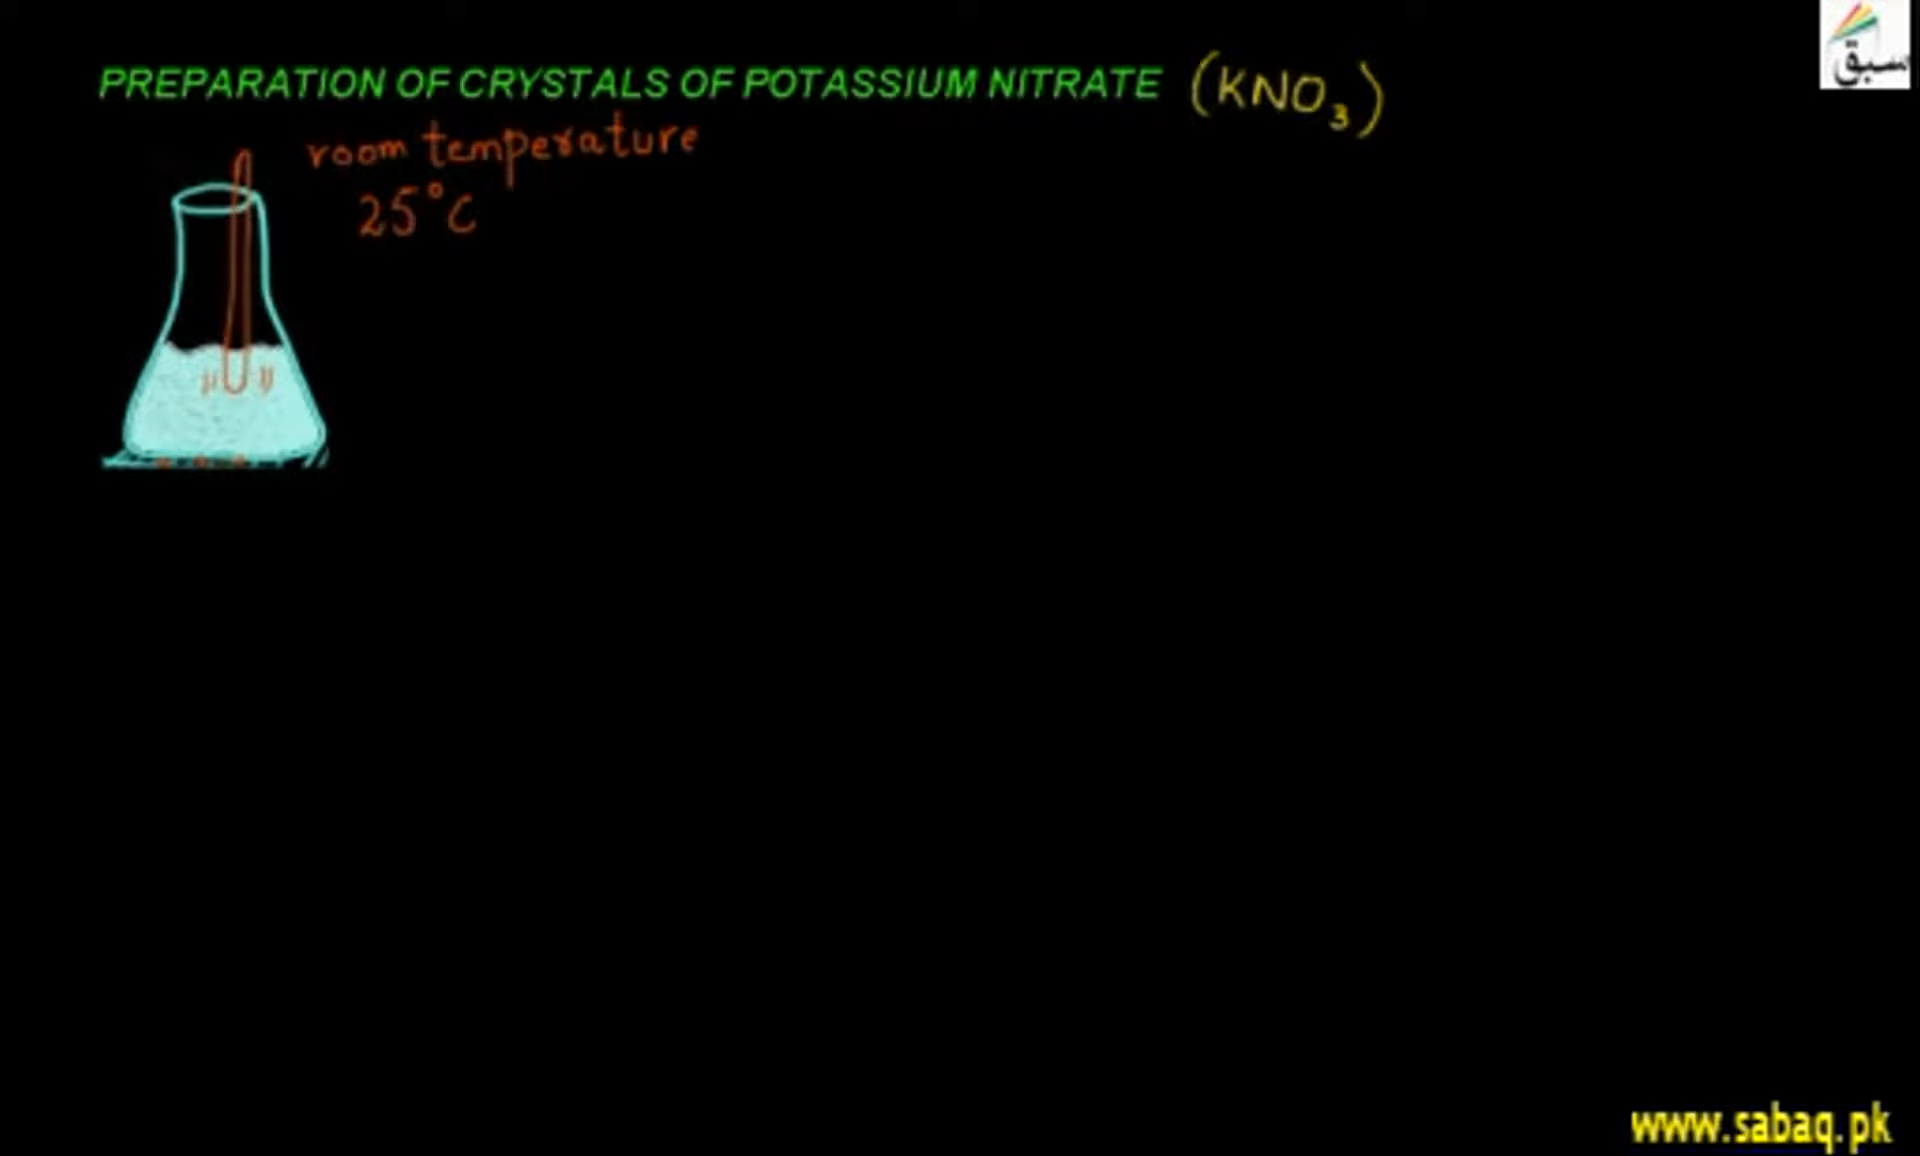 PREPARATION OF CRYSTALS OF POTASSIUM NITRATE (KNO₃)
سبق
room temperature
25°C
www.sabaq.pk